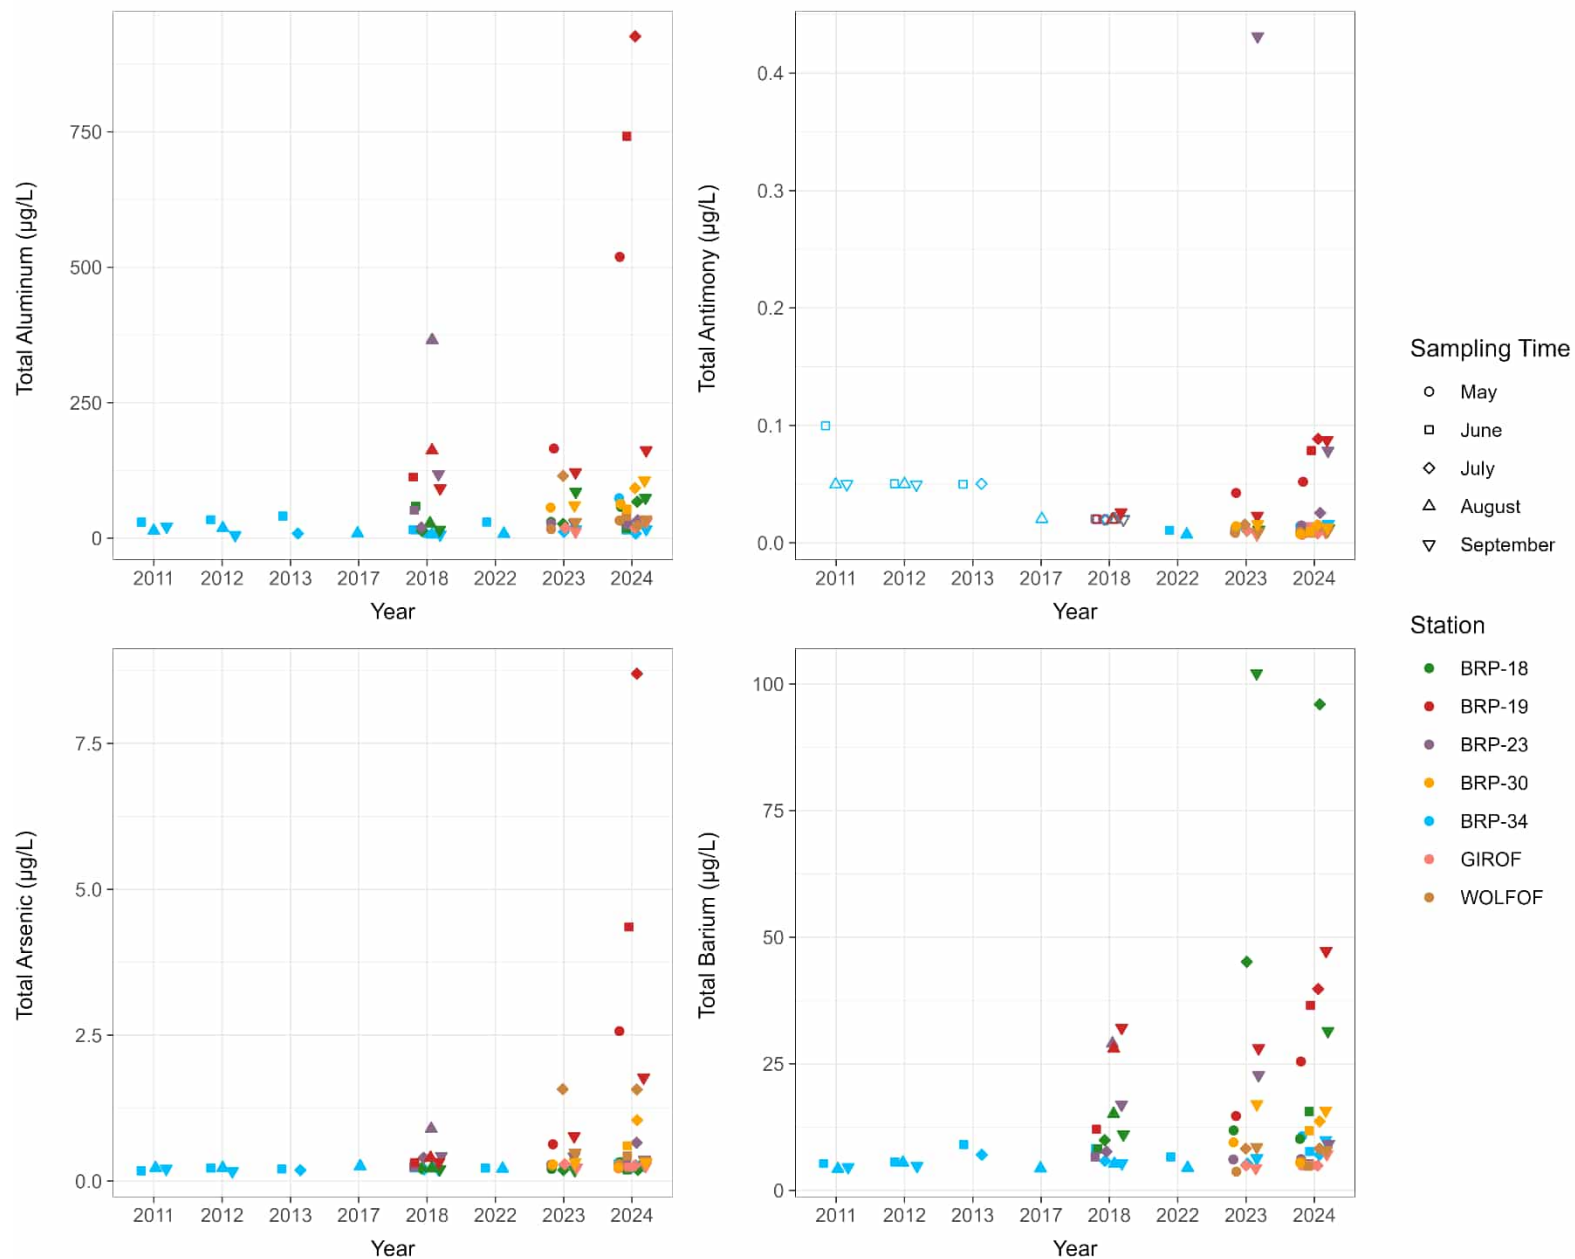 Total Aluminum (µg/L)
750
500
250
0
2011 2012 2013 2017 2018 2022 2023 2024
Year
Total Antimony (µg/L)
0.4
0.3
0.2
0.1
0.0
2011 2012 2013 2017 2018 2022 2023 2024
Year
Total Arsenic (µg/L)
7.5
5.0
2.5
0.0
2011 2012 2013 2017 2018 2022 2023 2024
Year
Total Barium (µg/L)
100
75
50
25
0
2011 2012 2013 2017 2018 2022 2023 2024
Year
Sampling Time
May
June
July
August
September
Station
BRP-18
BRP-19
BRP-23
BRP-30
BRP-34
GIROF
WOLFOF